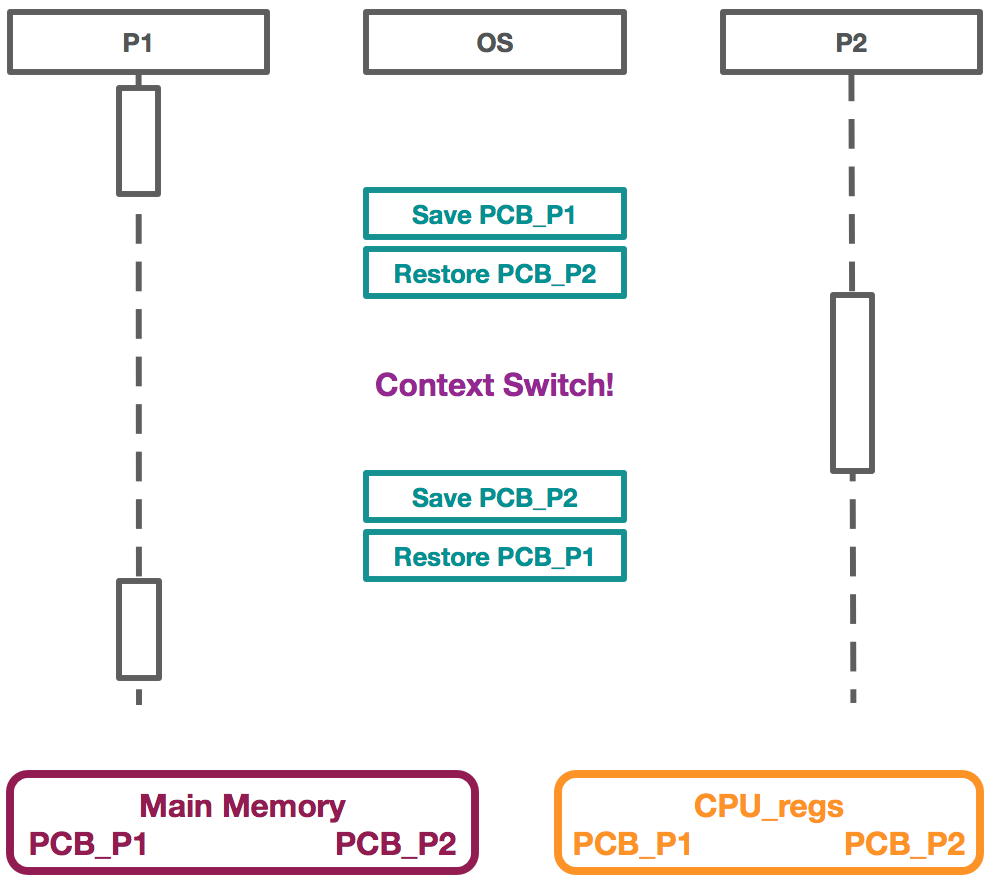 P1
OS
P2
Save PCB_P1
Restore PCB_P2
Context Switch!
Save PCB_P2
Restore PCB_P1
Main Memory
PCB_P1 PCB_P2
CPU_regs
PCB_P1 PCB_P2